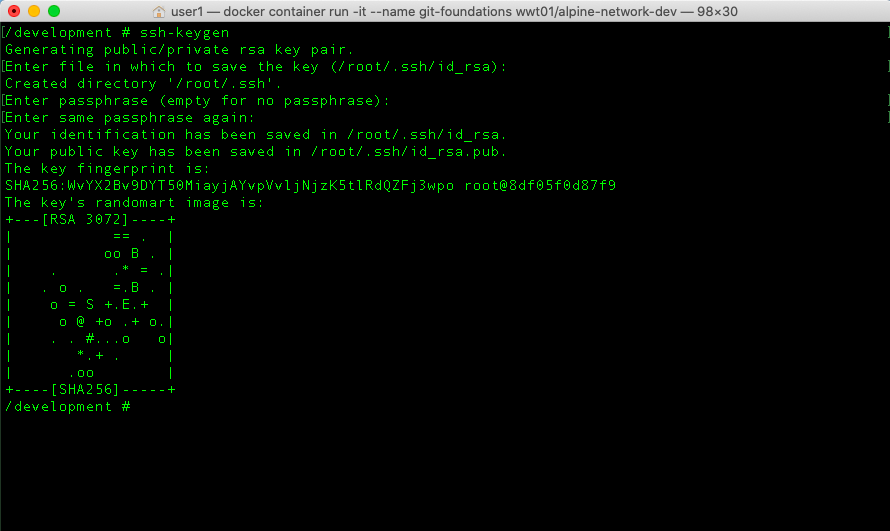 user1 — docker container run -it --name git-foundations wwt01/alpine-network-dev — 98×30
[/development # ssh-keygen ]
Generating public/private rsa key pair.
[Enter file in which to save the key (/root/.ssh/id_rsa): ]
Created directory '/root/.ssh'.
[Enter passphrase (empty for no passphrase): ]
[Enter same passphrase again: ]
Your identification has been saved in /root/.ssh/id_rsa.
Your public key has been saved in /root/.ssh/id_rsa.pub.
The key fingerprint is:
SHA256:WvYX2Bv9DYT50MiayjAYvpVvljNjzK5tlRdQZFj3wpo root@8df05f0d87f9
The key's randomart image is:
+---[RSA 3072]----+
|           == .  |
|          oo B . |
|    .      .* = .|
|   . o .   =.B . |
|    o = S +.E.+  |
|     o @ +o .+ o.|
|    . . #...o   o|
|       *.+ .     |
|      .oo        |
+----[SHA256]-----+
/development #